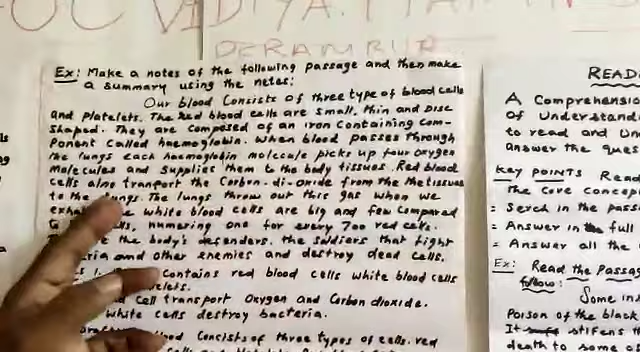 OC VIDYA
PERAMBUR
Ex: Make a notes of the following passage and then make
a summary using the notes:
Our blood Consists of three type of blood cells
and Platelets. The Red blood cells are small, thin and Disc
shaped. They are composed of an iron containing Com-
ponent called haemoglobin. When blood passes through
the lungs each haemoglobin molecule picks up four oxygen
molecules and Supplies them to the body tissues. Red blood
cells also tranport the Corbon-di-oxide from the tissues
to the lungs. The lungs throw out this gas when we
white blood cells are big and few compared
numering one for every 700 red cells.
the body's defenders. the soldiers that fight
and other enemies and destroy dead cells.
1. Contains red blood cells white blood cells
Cell transport Oxygen and Corbon dioxide.
white cells destroy bacteria.
Concists of three types of cells. red
READ
A Comprehensio
of Understand
to read and Un
answer the ques
KEY POINTS Read
The Core concep
= Serch in the pass
= Answer in the full
= Answer all the
Ex: Read the Passag
follow:
Some in
Poison of the black
It stifens th
death to some o